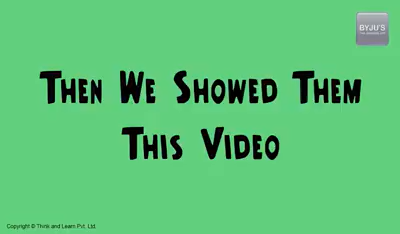 BYJU'S
THEN WE SHOWED THEM
THIS VIDEO
Copyright © Think and Learn Pvt. Ltd.